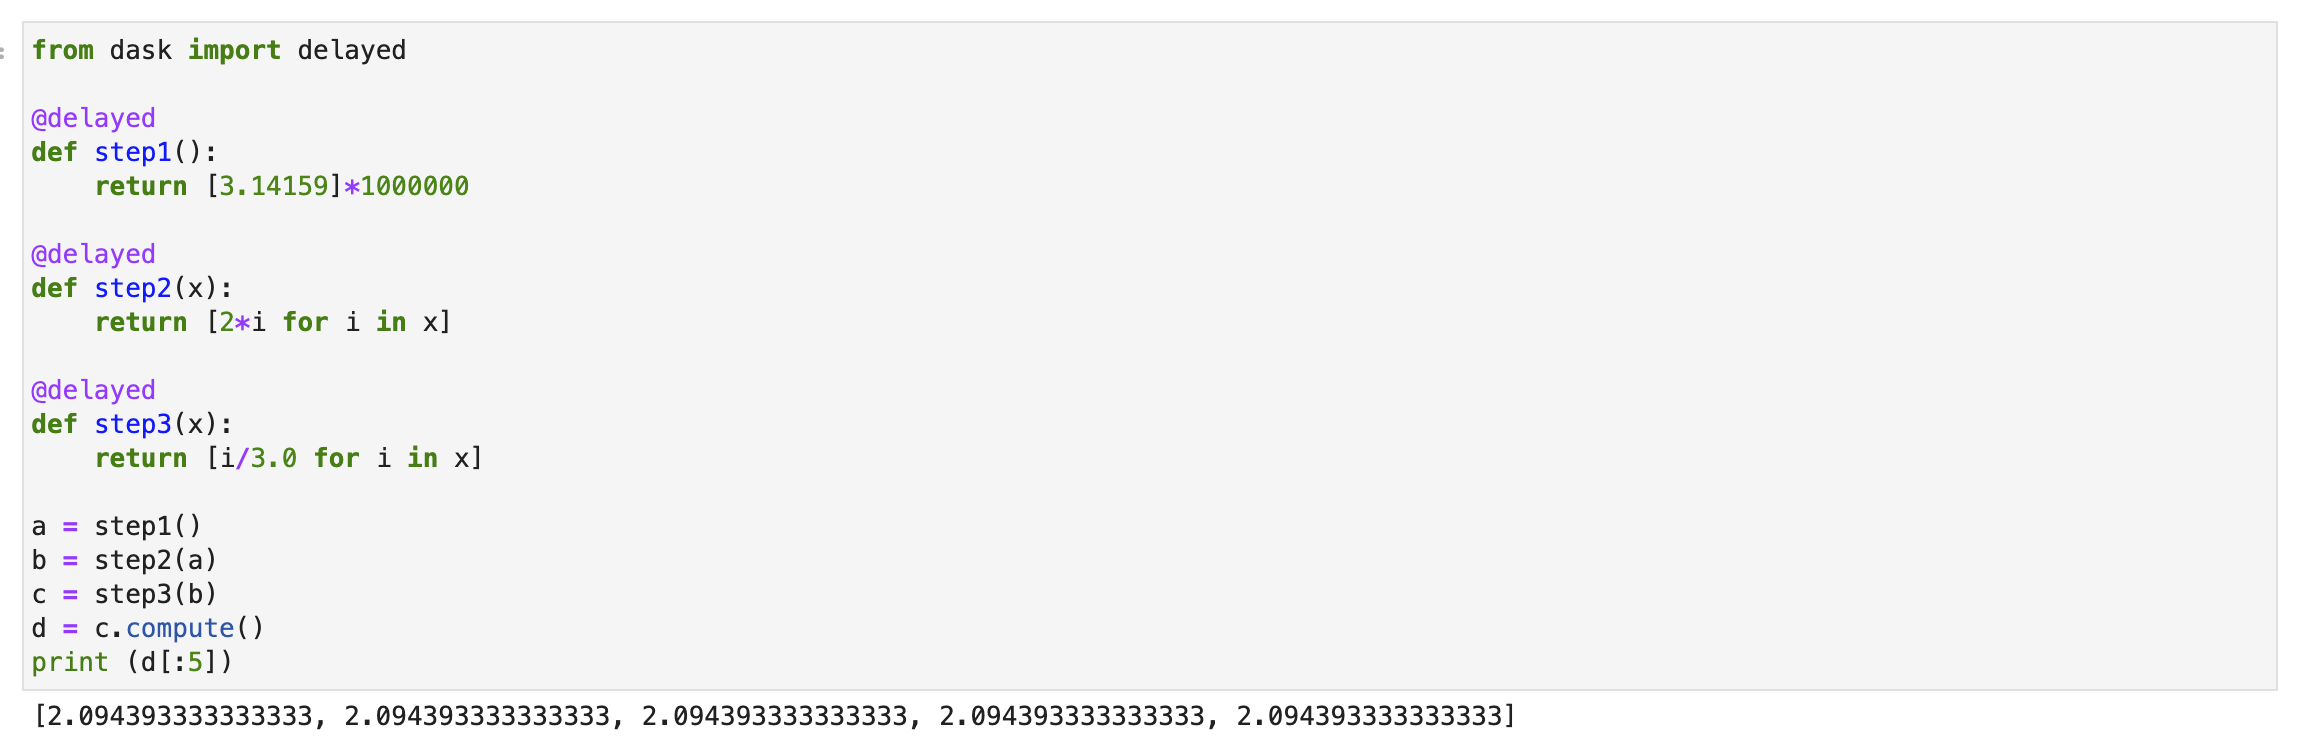 from dask import delayed
@delayed
def step1():
    return [3.14159]*1000000
@delayed
def step2(x):
    return [2*i for i in x]
@delayed
def step3(x):
    return [i/3.0 for i in x]
a = step1()
b = step2(a)
c = step3(b)
d = c.compute()
print (d[:5])
[2.094393333333333, 2.094393333333333, 2.094393333333333, 2.094393333333333, 2.094393333333333]